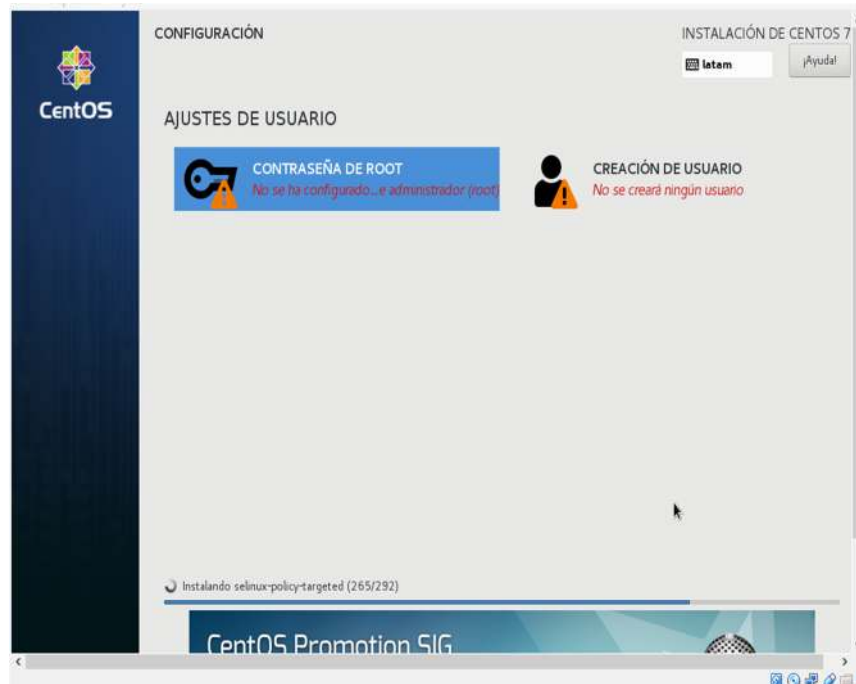 CONFIGURACIÓN
INSTALACIÓN DE CENTOS 7
latam
¡Ayuda!
CentOS
AJUSTES DE USUARIO
CONTRASEÑA DE ROOT
No se ha configurado...e administrador (root)
CREACIÓN DE USUARIO
No se creará ningún usuario
Instalando selinux-policy-targeted (265/292)
CentOS Promotion SIG